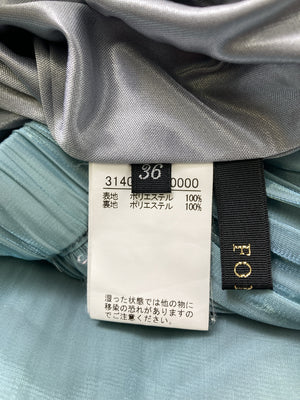 36
3140 0000
表地 ポリエステル 100%
裏地 ポリエステル 100%
FO
湿った状態では他の物に
移染の恐れがありますの
でご注意ください。